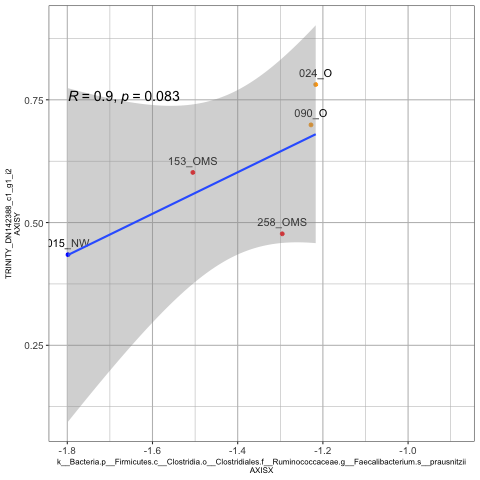 024_O
0.75
R = 0.9, p = 0.083
090_O
153_OMS
0.50
258_OMS
015_NW
0.25
TRINITY_DN142388_c1_g1_i2
AXISY
-1.8 -1.6 -1.4 -1.2 -1.0
k__Bacteria.p__Firmicutes.c__Clostridia.o__Clostridiales.f__Ruminococcaceae.g__Faecalibacterium.s__prausnitzii
AXISX